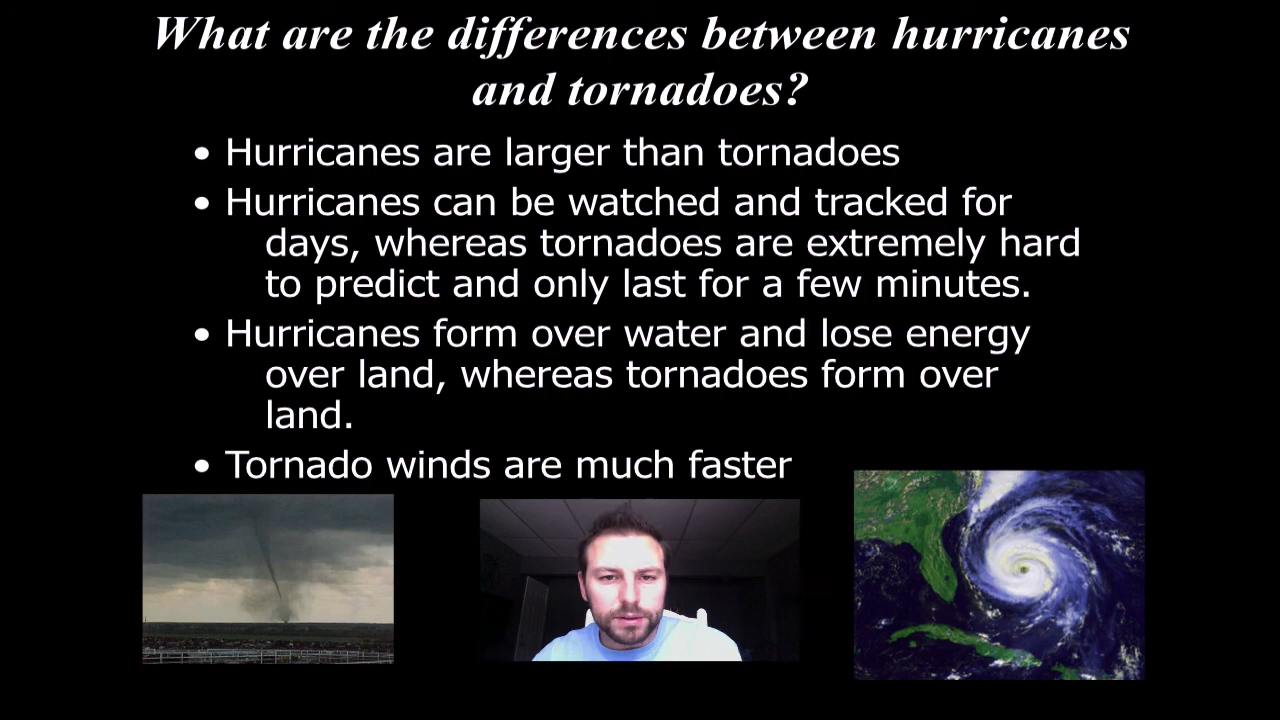 What are the differences between hurricanes
and tornadoes?
• Hurricanes are larger than tornadoes
• Hurricanes can be watched and tracked for
days, whereas tornadoes are extremely hard
to predict and only last for a few minutes.
• Hurricanes form over water and lose energy
over land, whereas tornadoes form over
land.
• Tornado winds are much faster